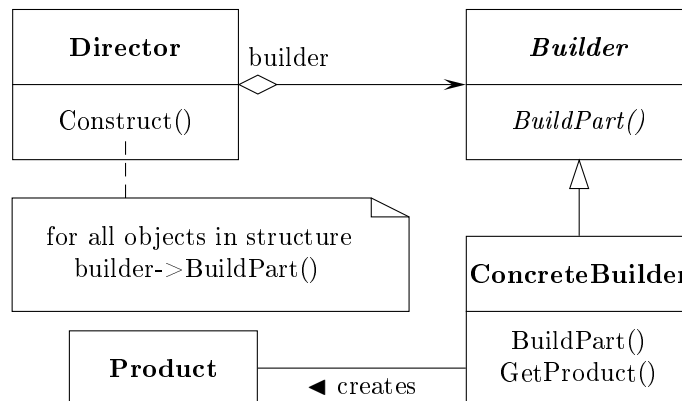 Director
Construct()
builder
Builder
BuildPart()
for all objects in structure
builder->BuildPart()
ConcreteBuilder
BuildPart()
GetProduct()
Product
◄ creates